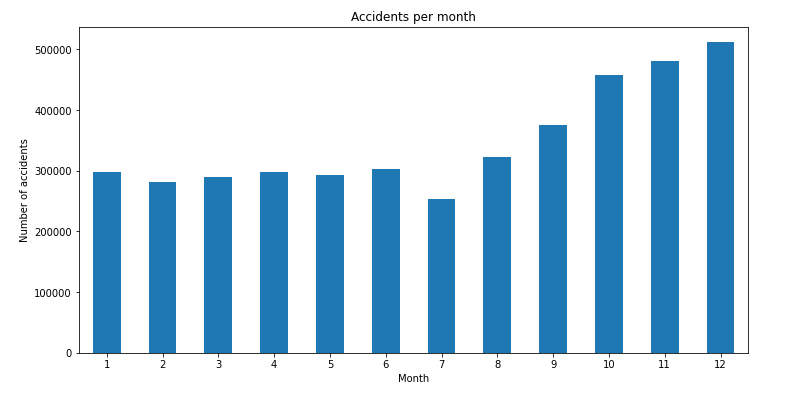 Accidents per month
500000
400000
300000
200000
100000
0
Number of accidents
1 2 3 4 5 6 7 8 9 10 11 12
Month